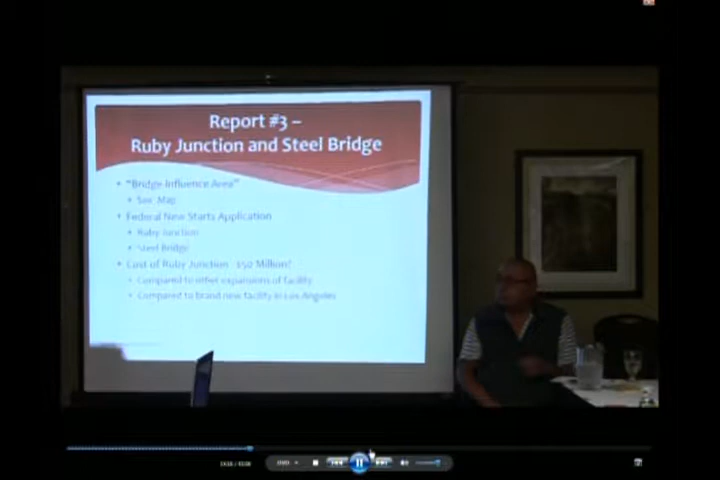 Report #3 –
Ruby Junction and Steel Bridge
• "Bridge Influence Area"
• See Map
• Federal New Starts Application
• Ruby Junction
• Steel Bridge
• Cost of Ruby Junction
• Compared to other expansions of facility
• Compared to brand new facility in Los Angeles
DVD